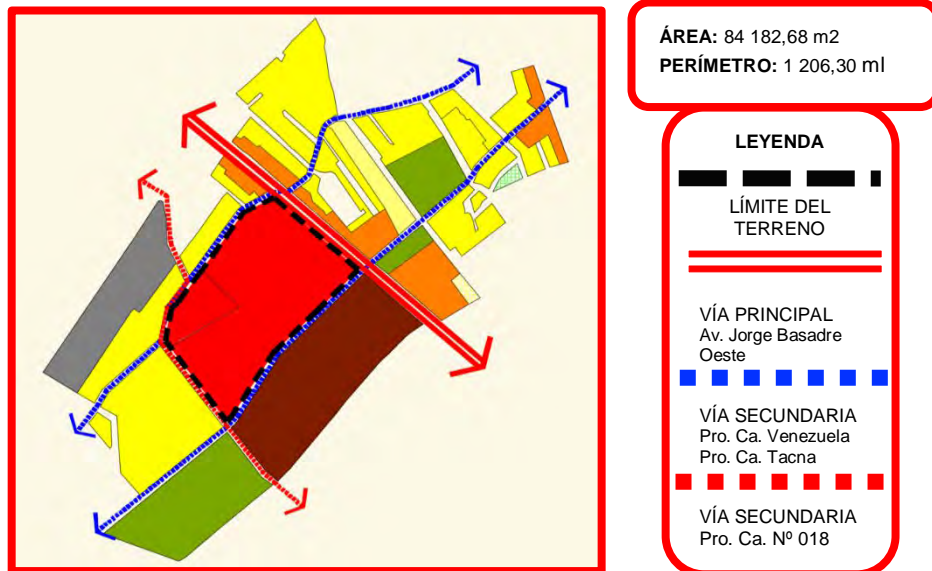 ÁREA: 84 182,68 m2
PERÍMETRO: 1 206,30 ml
LEYENDA
LÍMITE DEL
TERRENO
VÍA PRINCIPAL
Av. Jorge Basadre
Oeste
VÍA SECUNDARIA
Pro. Ca. Venezuela
Pro. Ca. Tacna
VÍA SECUNDARIA
Pro. Ca. Nº 018